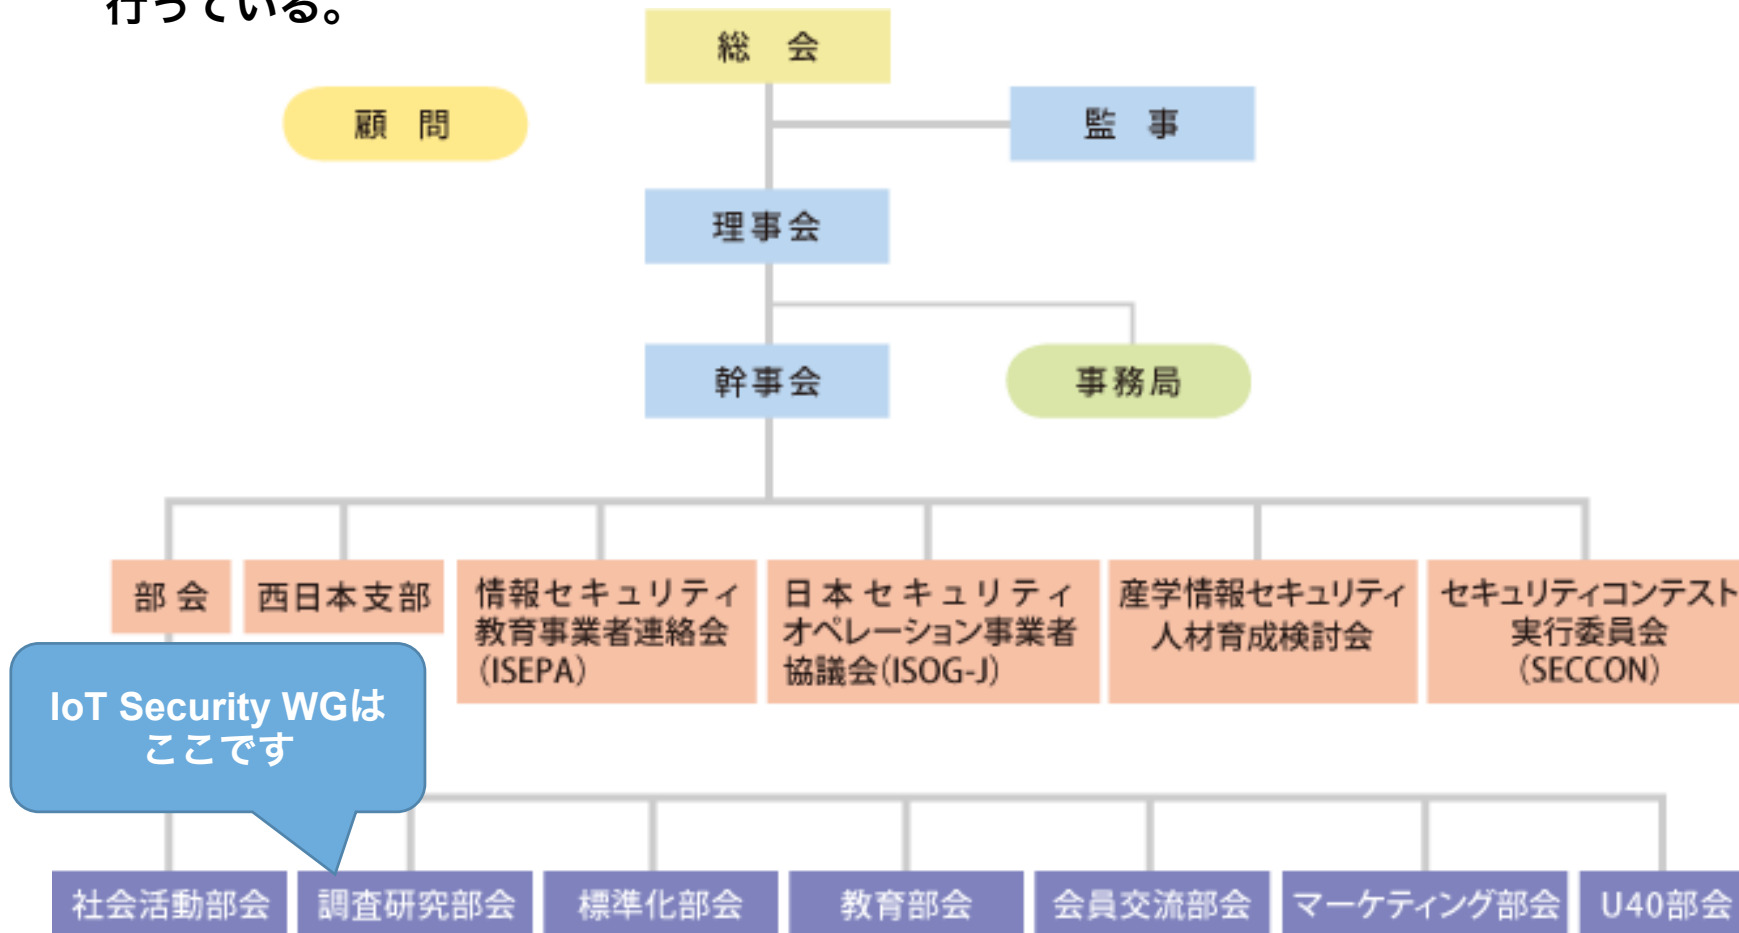 行っている。
総 会
顧 問
監 事
理事会
幹事会
事務局
部会
西日本支部
情報セキュリティ
教育事業者連絡会
(ISEPA)
日本セキュリティ
オペレーション事業者
協議会(ISOG-J)
産学情報セキュリティ
人材育成検討会
セキュリティコンテスト
実行委員会
(SECCON)
IoT Security WGは
ここです
社会活動部会
調査研究部会
標準化部会
教育部会
会員交流部会
マーケティング部会
U40部会